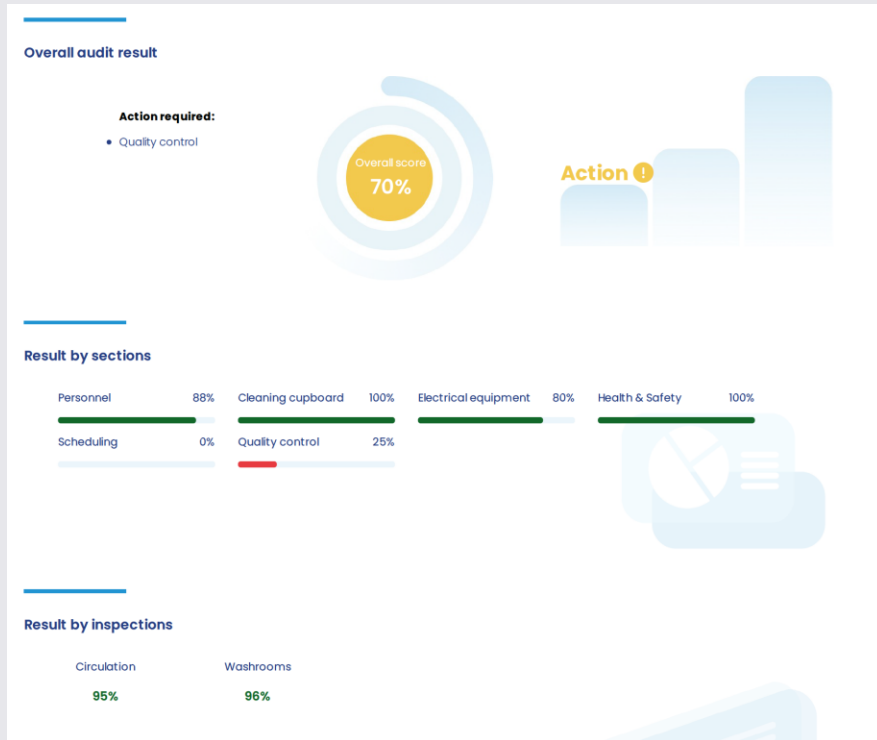 Overall audit result
Action required:
• Quality control
Overall score
70%
Action !
Result by sections
Personnel 88%
Cleaning cupboard 100%
Electrical equipment 80%
Health & Safety 100%
Scheduling 0%
Quality control 25%
Result by inspections
Circulation Washrooms
95% 96%